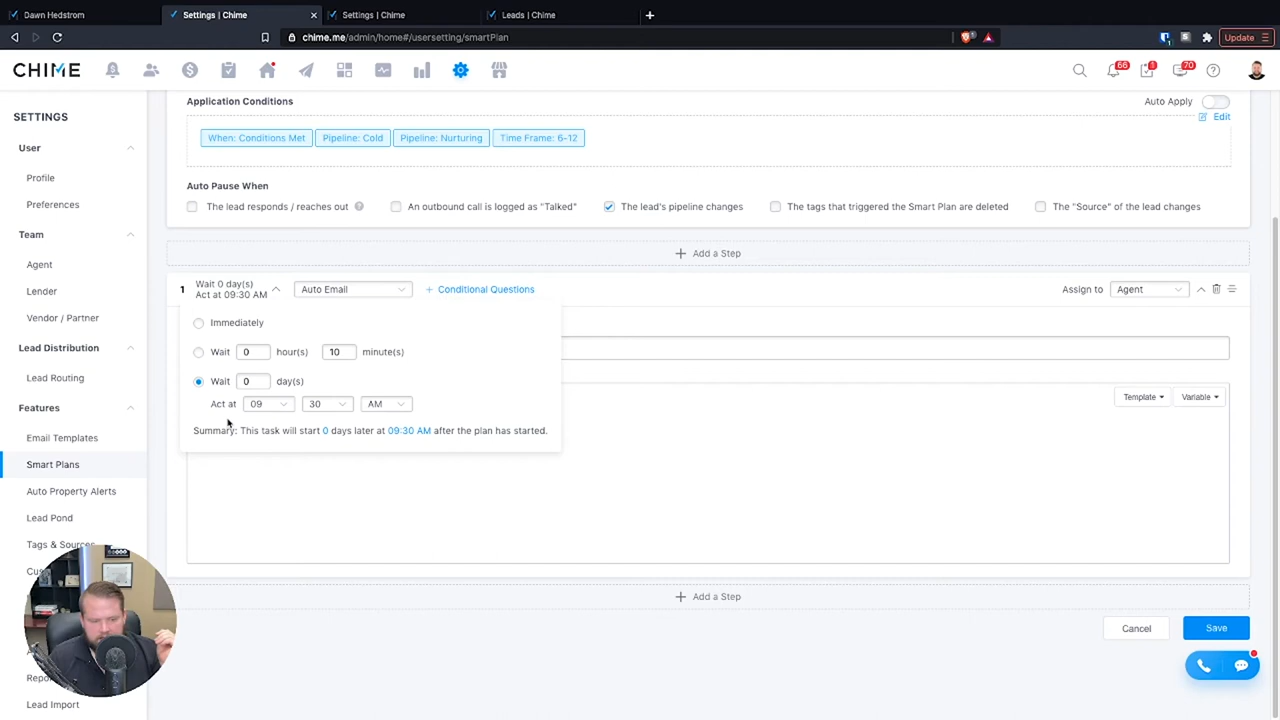 Dawn Hedstrom
Settings | Chime
Settings | Chime
Leads | Chime
chime.me/admin/home#/usersetting/smartPlan
1
Update
CHIME
66
1
70
SETTINGS
User
Profile
Preferences
Team
Agent
Lender
Vendor / Partner
Lead Distribution
Lead Routing
Features
Email Templates
Smart Plans
Auto Property Alerts
Lead Pond
Tags & Sources
Lead Import
Application Conditions
Auto Apply
When: Conditions Met
Pipeline: Cold
Pipeline: Nurturing
Time Frame: 6-12
Edit
Auto Pause When
The lead responds / reaches out
An outbound call is logged as "Talked"
The lead's pipeline changes
The tags that triggered the Smart Plan are deleted
The "Source" of the lead changes
Add a Step
1
Wait 0 day(s)
Act at 09:30 AM
Auto Email
+ Conditional Questions
Assign to
Agent
Immediately
Wait 0 hour(s) 10 minute(s)
Wait 0 day(s)
Act at 09 30 AM
Summary: This task will start 0 days later at 09:30 AM after the plan has started.
Template
Variable
Add a Step
Cancel
Save